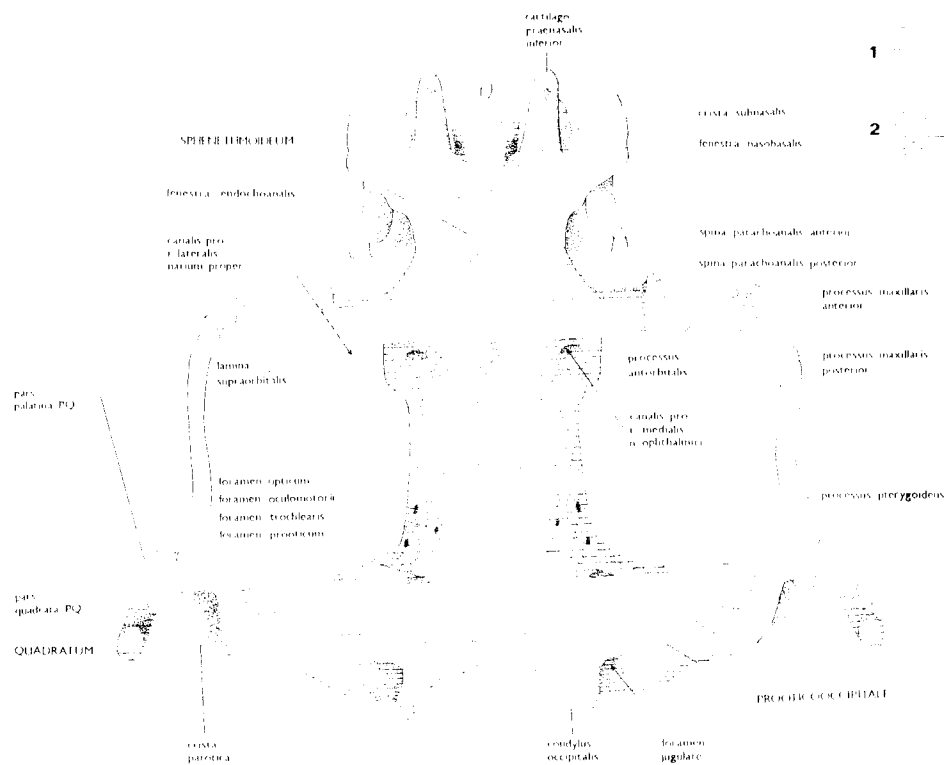 cartilago
praenasalis
inferior
1
crista subnasalis
2
SPHENETHMOIDEUM
fenestra nasobasalis
fenestra endochoanalis
spina parachoanalis anterior
canalis pro
r. lateralis
narium proper
spina parachoanalis posterior
processus maxillaris
anterior
lamina
supraorbitalis
processus
antorbitalis
processus maxillaris
posterior
pars
palatina PQ
canalis pro
r. medialis
n. ophthalmici
foramen opticum
foramen oculomotorii
foramen trochlearis
foramen prooticum
processus pterygoideus
pars
quadrata PQ
QUADRATUM
PROOTICOOCCIPITALE
crista
parotica
condylus
occipitalis
foramen
jugulare